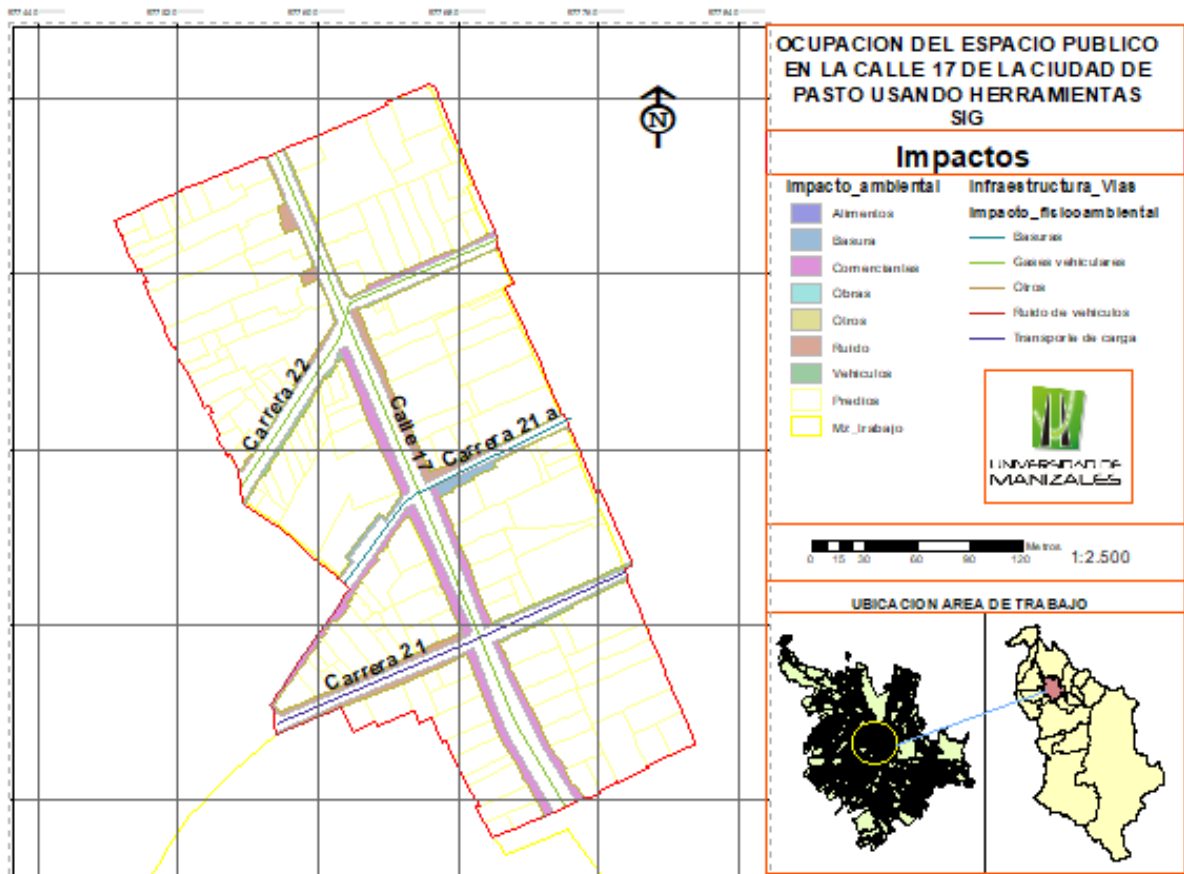 OCUPACION DEL ESPACIO PUBLICO
EN LA CALLE 17 DE LA CIUDAD DE
PASTO USANDO HERRAMIENTAS
SIG
Impactos
Impacto_ambiental
Alimentos
Basura
Comerciantes
Obras
Otros
Ruido
Vehiculos
Predios
Mz_trabajo
Infraestructura_Vias
Impacto_fisicoambiental
Basuras
Gases vehiculares
Otros
Ruido de vehiculos
Transporte de carga
UNIVERSIDAD DE
MANIZALES
Metros
0 15 30 60 90 120
1:2.500
UBICACION AREA DE TRABAJO
N
Carrera 22
Calle 17
Carrera 21 a
Carrera 21